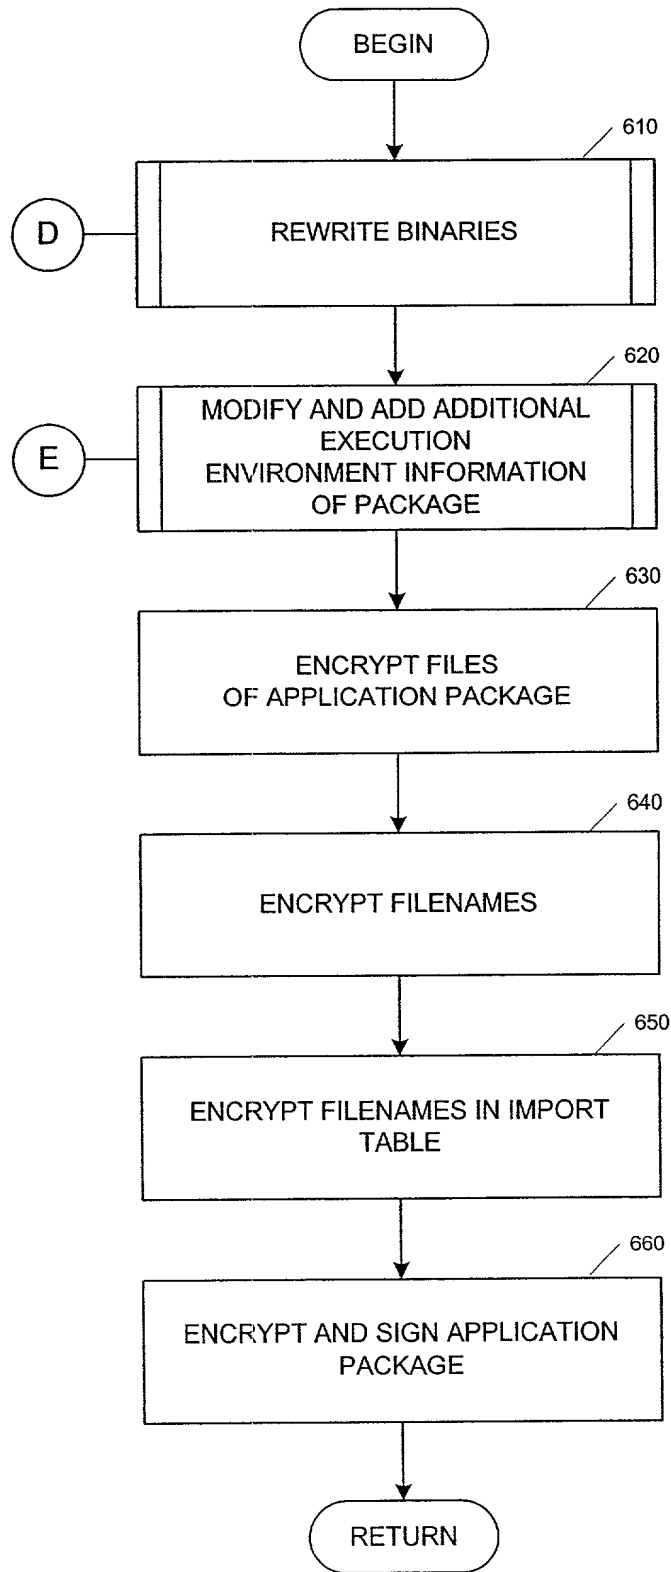 BEGIN
610
D
REWRITE BINARIES
620
E
MODIFY AND ADD ADDITIONAL
EXECUTION
ENVIRONMENT INFORMATION
OF PACKAGE
630
ENCRYPT FILES
OF APPLICATION PACKAGE
640
ENCRYPT FILENAMES
650
ENCRYPT FILENAMES IN IMPORT
TABLE
660
ENCRYPT AND SIGN APPLICATION
PACKAGE
RETURN